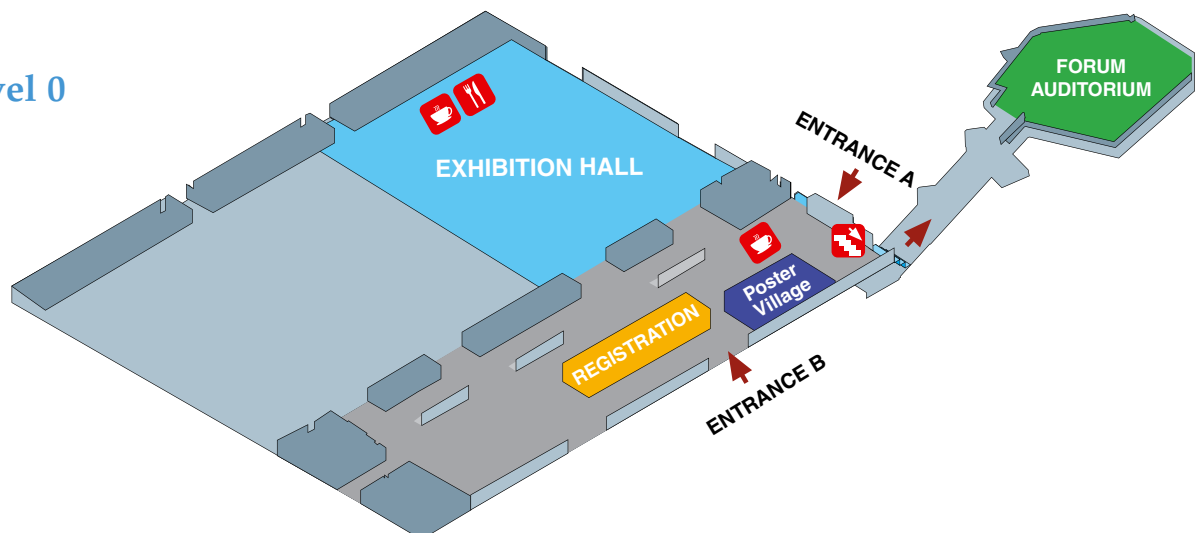 vel 0
FORUM
AUDITORIUM
ENTRANCE A
EXHIBITION HALL
Poster
Village
REGISTRATION
ENTRANCE B